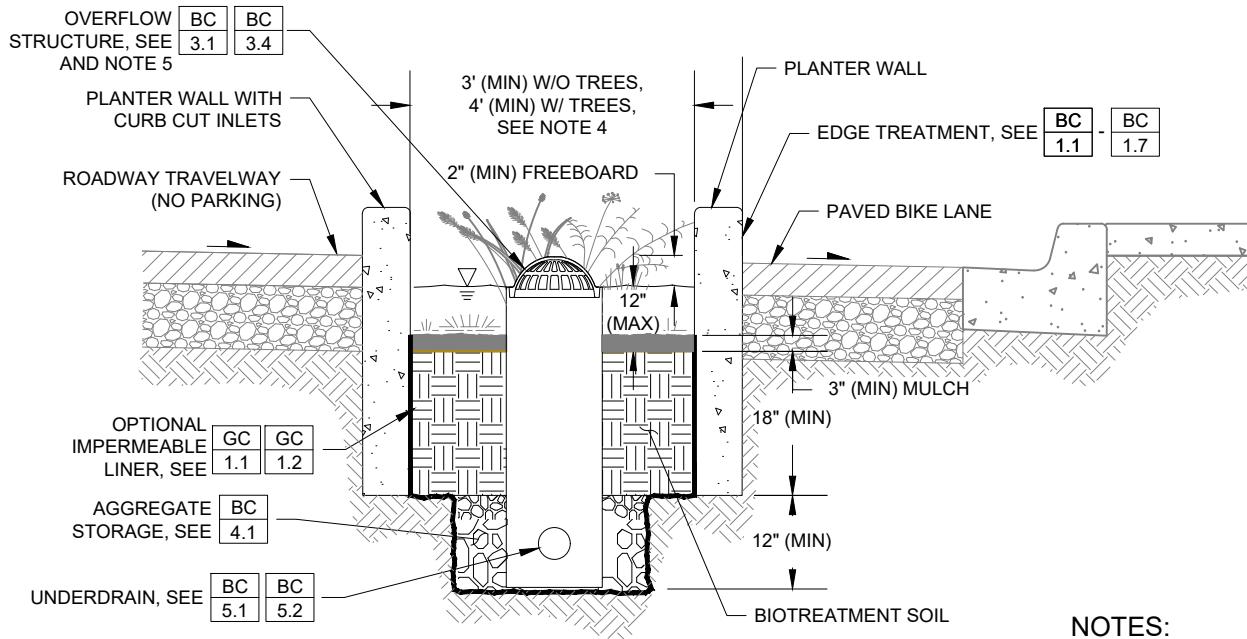 OVERFLOW
STRUCTURE, SEE
AND NOTE 5
BC
3.1
BC
3.4
PLANTER WALL WITH
CURB CUT INLETS
ROADWAY TRAVELWAY
(NO PARKING)
3' (MIN) W/O TREES,
4' (MIN) W/ TREES,
SEE NOTE 4
2" (MIN) FREEBOARD
PLANTER WALL
EDGE TREATMENT, SEE
BC
1.1
-
BC
1.7
PAVED BIKE LANE
12"
(MAX)
3" (MIN) MULCH
18" (MIN)
OPTIONAL
IMPERMEABLE
LINER, SEE
GC
1.1
GC
1.2
AGGREGATE
STORAGE, SEE
BC
4.1
12" (MIN)
UNDERDRAIN, SEE
BC
5.1
BC
5.2
BIOTREATMENT SOIL
NOTES: